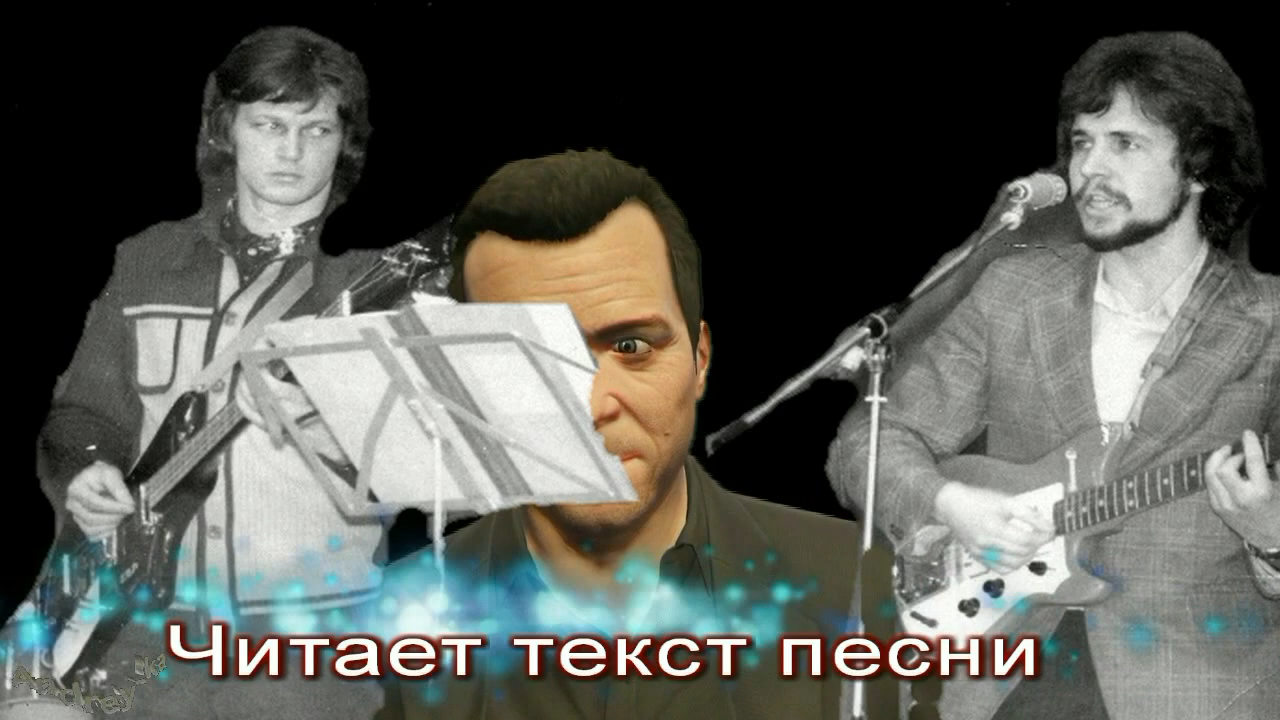 Читает текст песни